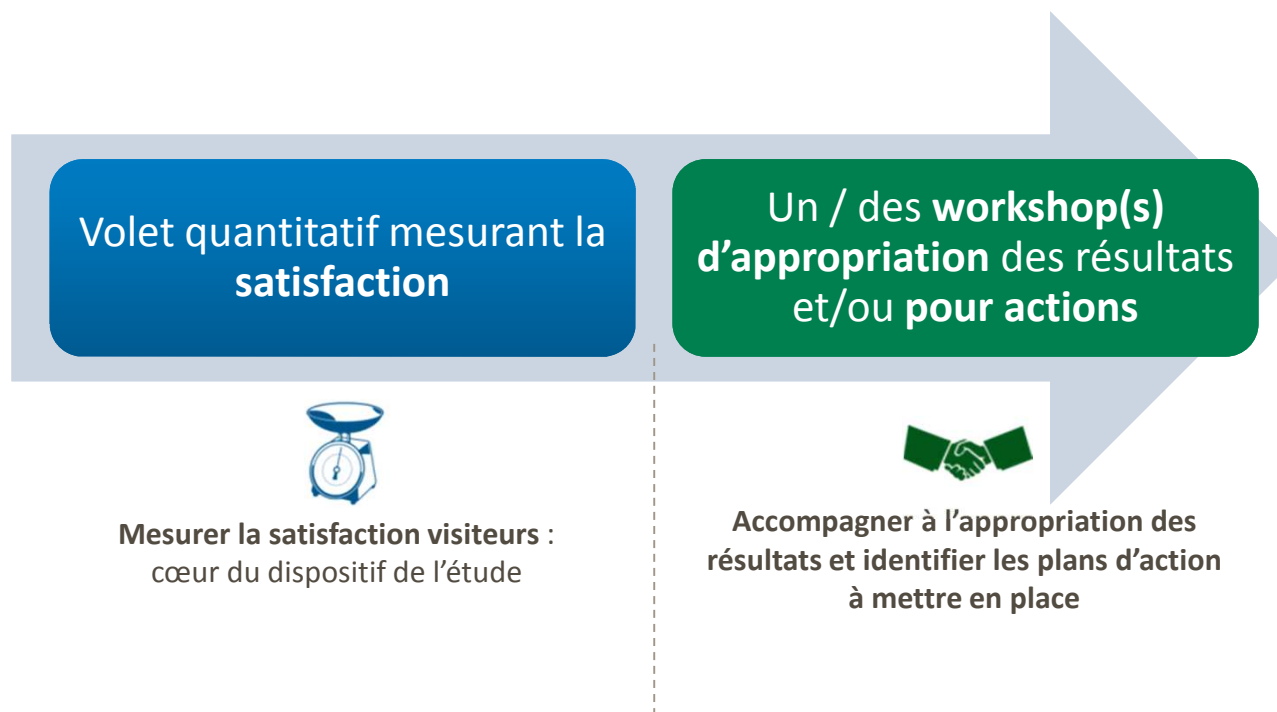 Volet quantitatif mesurant la
satisfaction
Un / des workshop(s)
d’appropriation des résultats
et/ou pour actions
Mesurer la satisfaction visiteurs :
cœur du dispositif de l’étude
Accompagner à l’appropriation des
résultats et identifier les plans d’action
à mettre en place